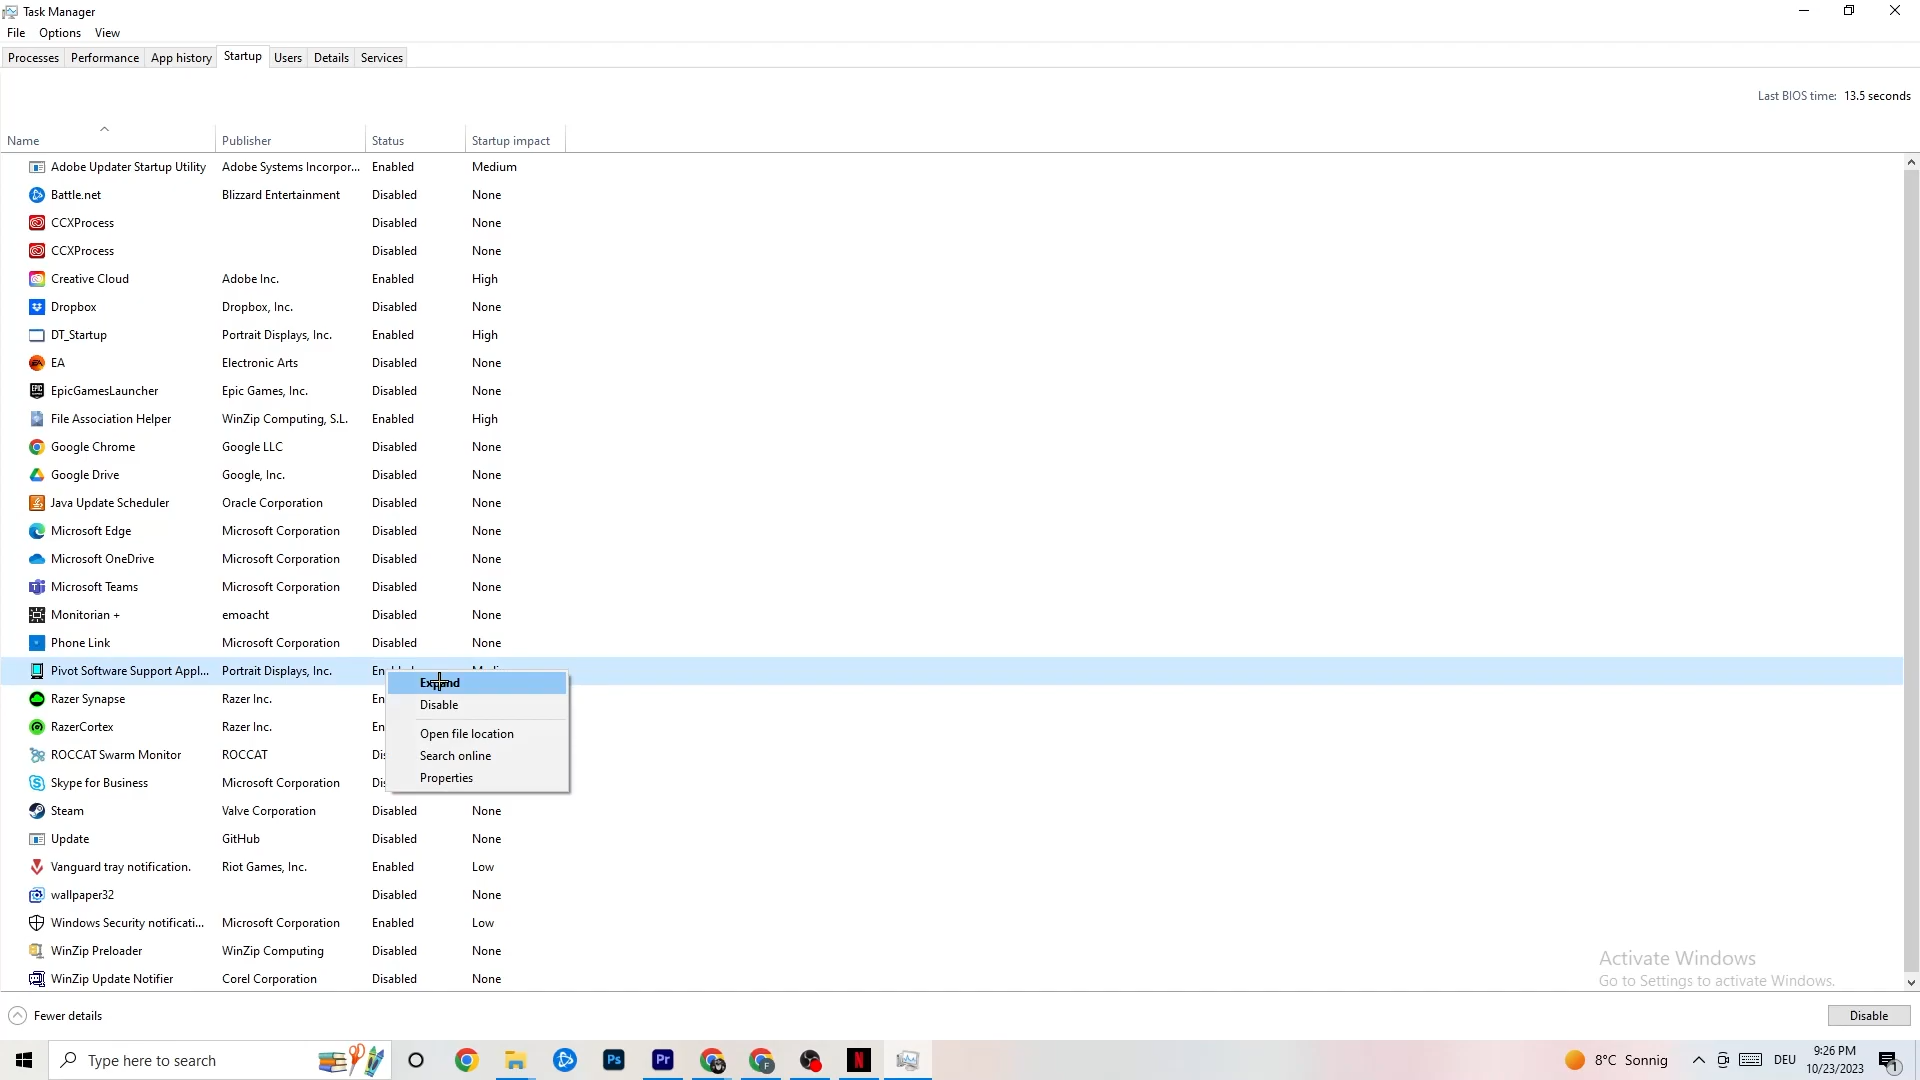 Task Manager
File Options View
Processes Performance App history Startup Users Details Services
Last BIOS time: 13.5 seconds
Name Publisher Status Startup impact
Adobe Updater Startup Utility Adobe Systems Incorpor... Enabled Medium
Battle.net Blizzard Entertainment Disabled None
CCXProcess Disabled None
CCXProcess Disabled None
Creative Cloud Adobe Inc. Enabled High
Dropbox Dropbox, Inc. Disabled None
DT_Startup Portrait Displays, Inc. Enabled High
EA Electronic Arts Disabled None
EpicGamesLauncher Epic Games, Inc. Disabled None
File Association Helper WinZip Computing, S.L. Enabled High
Google Chrome Google LLC Disabled None
Google Drive Google, Inc. Disabled None
Java Update Scheduler Oracle Corporation Disabled None
Microsoft Edge Microsoft Corporation Disabled None
Microsoft OneDrive Microsoft Corporation Disabled None
Microsoft Teams Microsoft Corporation Disabled None
Monitorian + emoacht Disabled None
Phone Link Microsoft Corporation Disabled None
Pivot Software Support Appl... Portrait Displays, Inc.
Expand
Razer Synapse Razer Inc. En
Disable
RazerCortex Razer Inc. En
Open file location
ROCCAT Swarm Monitor ROCCAT Dis
Search online
Skype for Business Microsoft Corporation Dis
Properties
Steam Valve Corporation Disabled None
Update GitHub Disabled None
Vanguard tray notification. Riot Games, Inc. Enabled Low
wallpaper32 Disabled None
Windows Security notificati... Microsoft Corporation Enabled Low
WinZip Preloader WinZip Computing Disabled None
WinZip Update Notifier Corel Corporation Disabled None
Activate Windows
Go to Settings to activate Windows.
Fewer details Disable
Type here to search
8°C Sonnig DEU
9:26 PM
10/23/2023